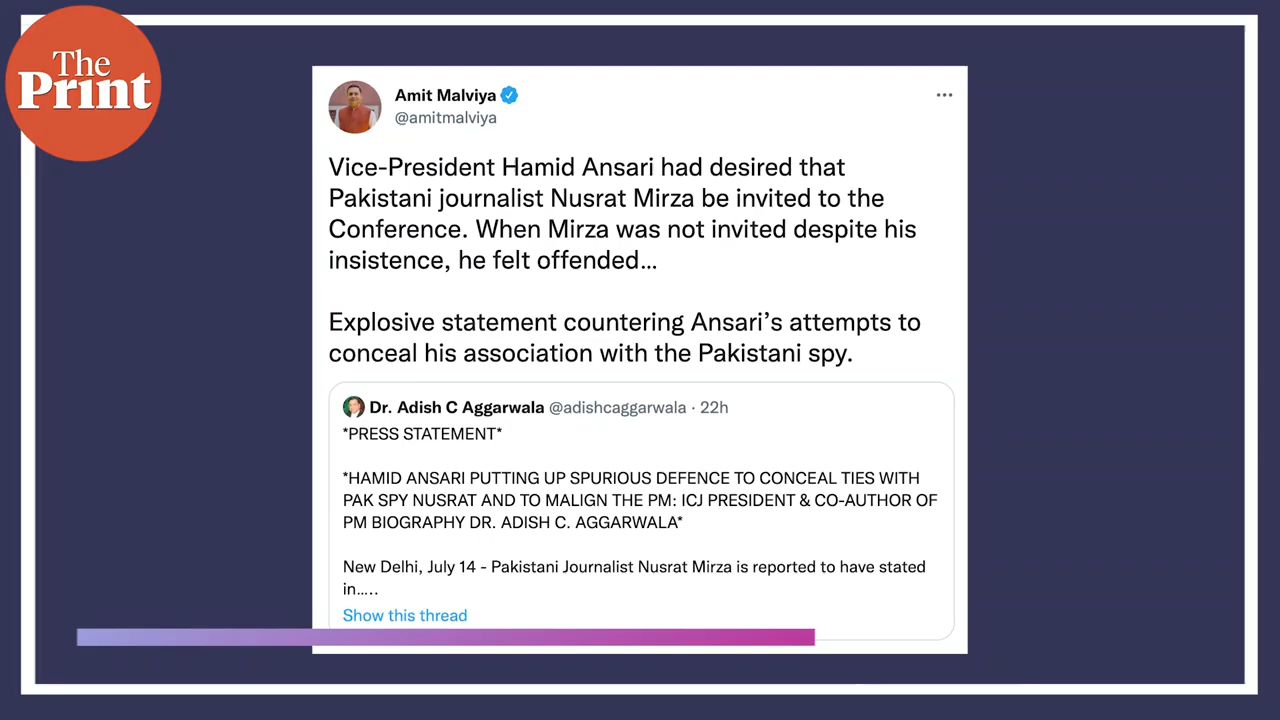 The
Print
Amit Malviya
@amitmalviya
Vice-President Hamid Ansari had desired that
Pakistani journalist Nusrat Mirza be invited to the
Conference. When Mirza was not invited despite his
insistence, he felt offended...
Explosive statement countering Ansari’s attempts to
conceal his association with the Pakistani spy.
Dr. Adish C Aggarwala @adishcaggarwala · 22h
*PRESS STATEMENT*
*HAMID ANSARI PUTTING UP SPURIOUS DEFENCE TO CONCEAL TIES WITH
PAK SPY NUSRAT AND TO MALIGN THE PM: ICJ PRESIDENT & CO-AUTHOR OF
PM BIOGRAPHY DR. ADISH C. AGGARWALA*
New Delhi, July 14 - Pakistani Journalist Nusrat Mirza is reported to have stated
in.....
Show this thread